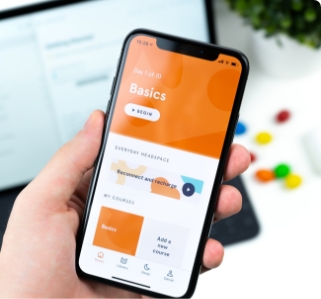 Day 1 of 10
Basics
BEGIN
EVERYDAY HEADSPACE
Reconnect and recharge
MY COURSES
Basics
Add a
new
course